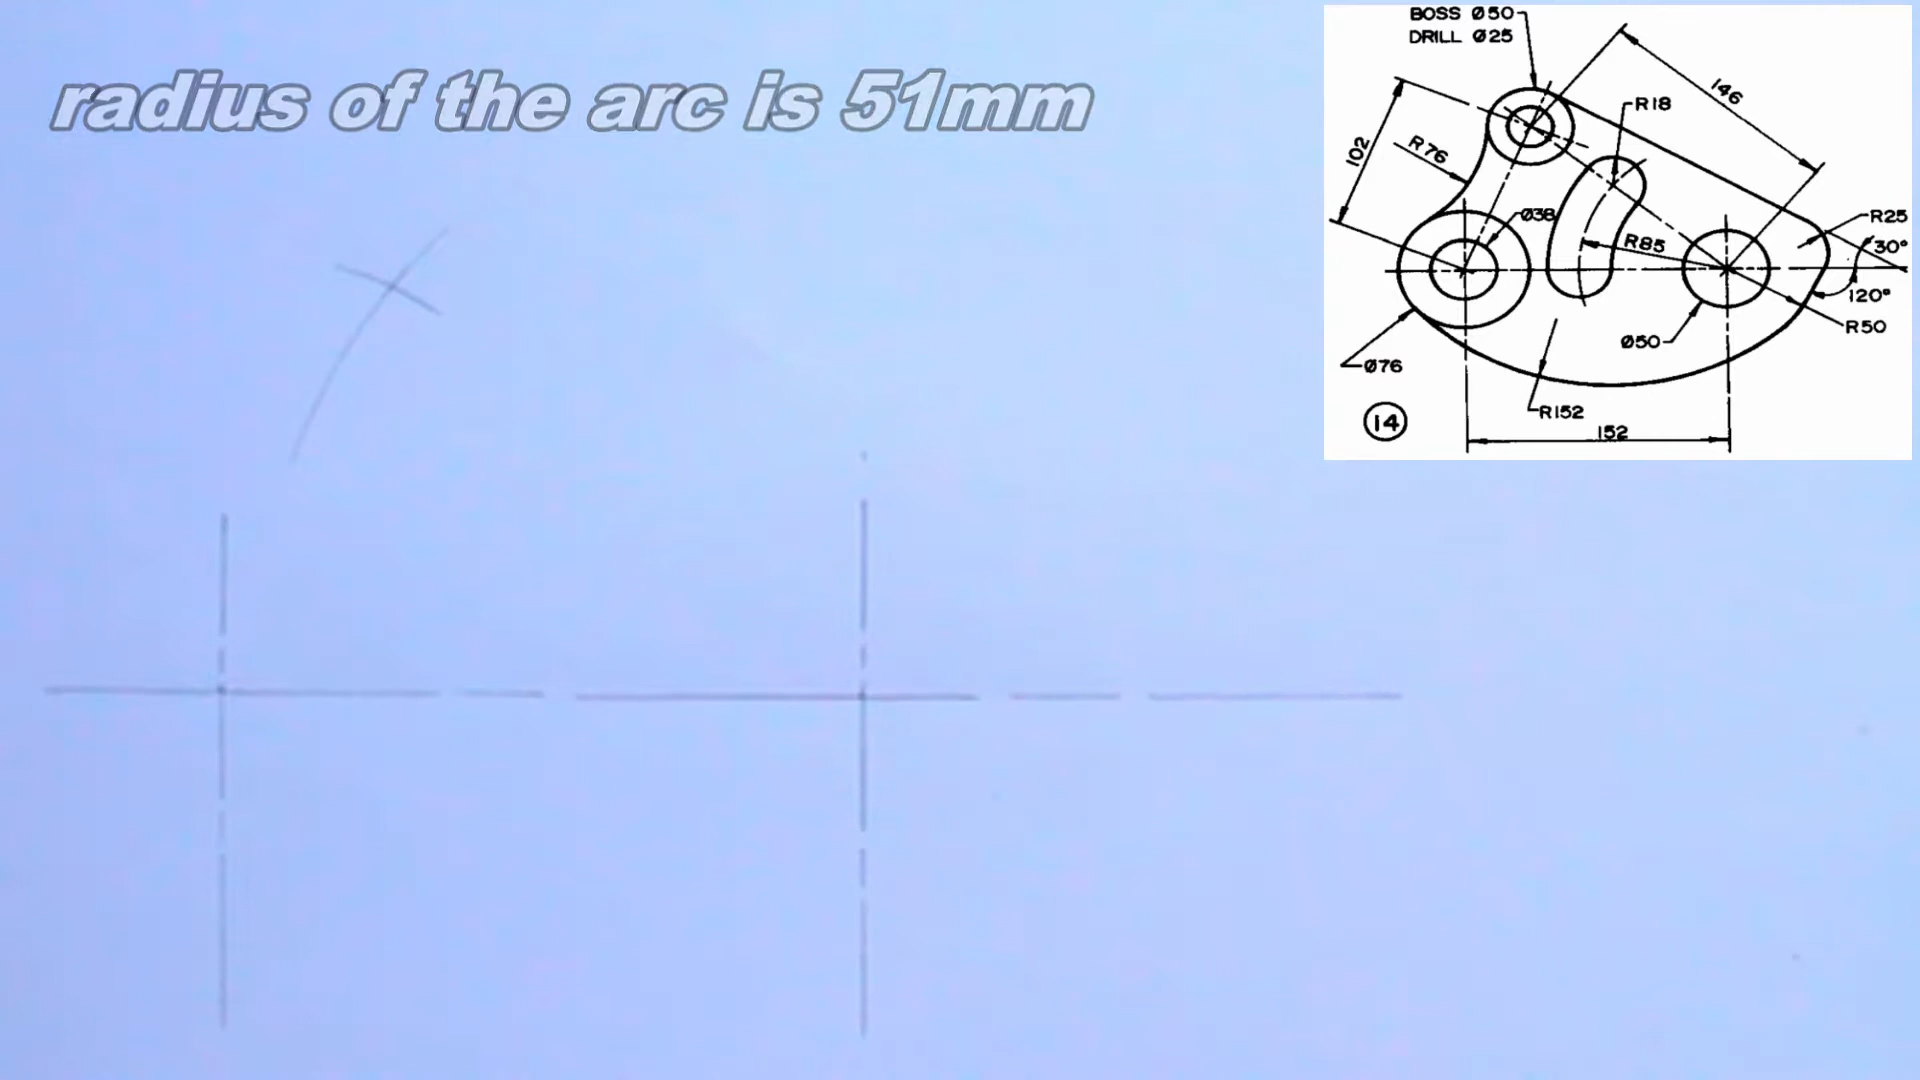 radius of the arc is 51mm
BOSS Ø50
DRILL Ø25
146
R18
102
R76
Ø38
R25
R85
30°
120°
R50
Ø50
Ø76
R152
14
152